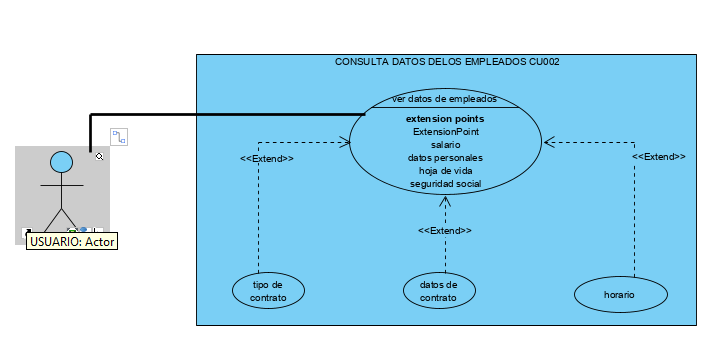 CONSULTA DATOS DELOS EMPLEADOS CU002
ver datos de empleados
extension points
ExtensionPoint
salario
datos personales
hoja de vida
seguridad social
<<Extend>>
<<Extend>>
<<Extend>>
USUARIO: Actor
tipo de
contrato
datos de
contrato
horario